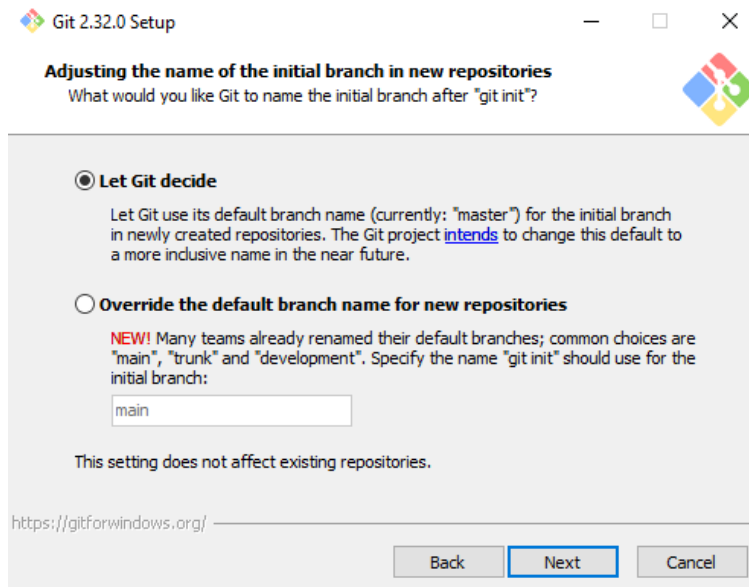 Git 2.32.0 Setup
Adjusting the name of the initial branch in new repositories
What would you like Git to name the initial branch after "git init"?
Let Git decide
Let Git use its default branch name (currently: "master") for the initial branch
in newly created repositories. The Git project intends to change this default to
a more inclusive name in the near future.
Override the default branch name for new repositories
NEW! Many teams already renamed their default branches; common choices are
"main", "trunk" and "development". Specify the name "git init" should use for the
initial branch:
main
This setting does not affect existing repositories.
https://gitforwindows.org/
Back Next Cancel